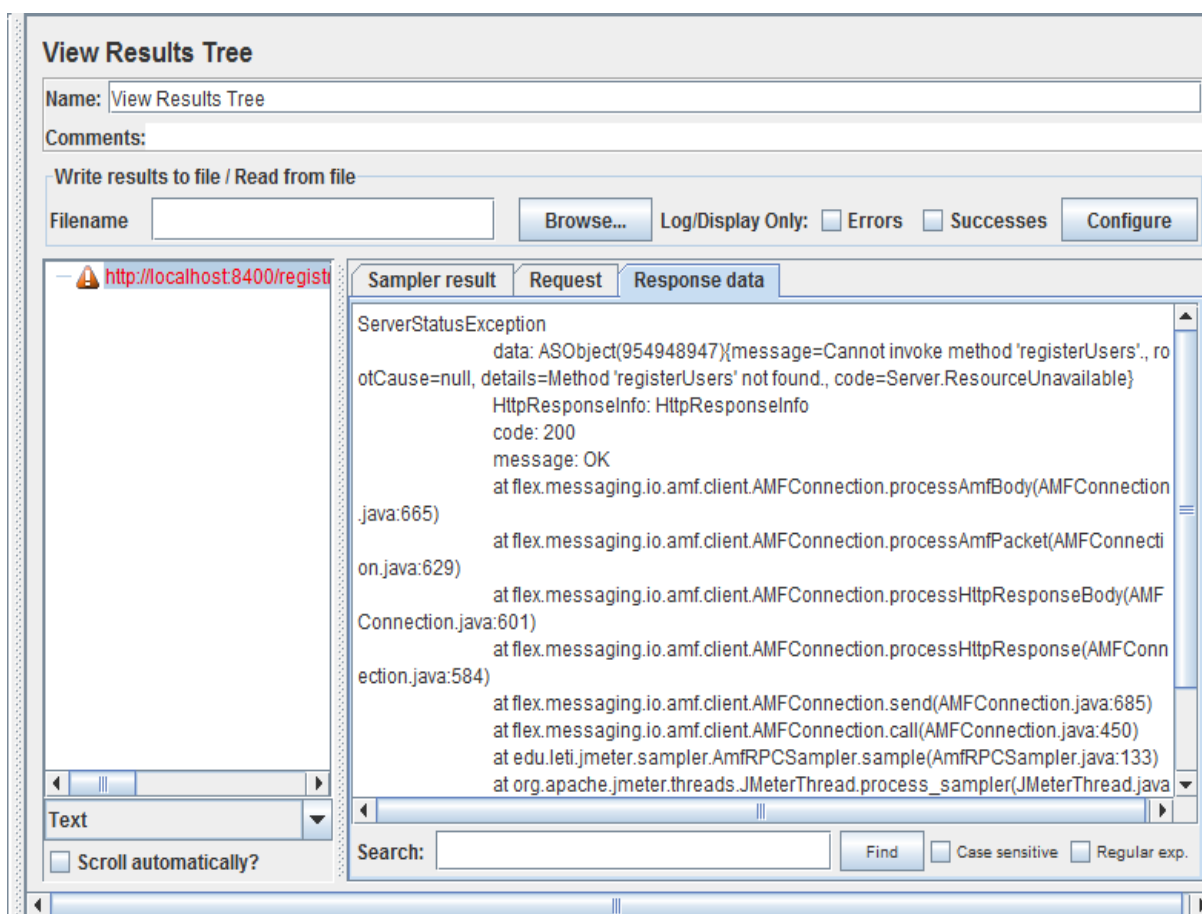 View Results Tree
Name: View Results Tree
Comments:
Write results to file / Read from file
Filename Browse... Log/Display Only: Errors Successes Configure
http://localhost:8400/registr
Sampler result Request Response data
ServerStatusException
data: ASObject(954948947){message=Cannot invoke method 'registerUsers'., ro
otCause=null, details=Method 'registerUsers' not found., code=Server.ResourceUnavailable}
HttpResponseInfo: HttpResponseInfo
code: 200
message: OK
at flex.messaging.io.amf.client.AMFConnection.processAmfBody(AMFConnection
.java:665)
at flex.messaging.io.amf.client.AMFConnection.processAmfPacket(AMFConnecti
on.java:629)
at flex.messaging.io.amf.client.AMFConnection.processHttpResponseBody(AMF
Connection.java:601)
at flex.messaging.io.amf.client.AMFConnection.processHttpResponse(AMFConn
ection.java:584)
at flex.messaging.io.amf.client.AMFConnection.send(AMFConnection.java:685)
at flex.messaging.io.amf.client.AMFConnection.call(AMFConnection.java:450)
at edu.leti.jmeter.sampler.AmfRPCSampler.sample(AmfRPCSampler.java:133)
at org.apache.jmeter.threads.JMeterThread.process_sampler(JMeterThread.java
Text
Scroll automatically?
Search: Find Case sensitive Regular exp.